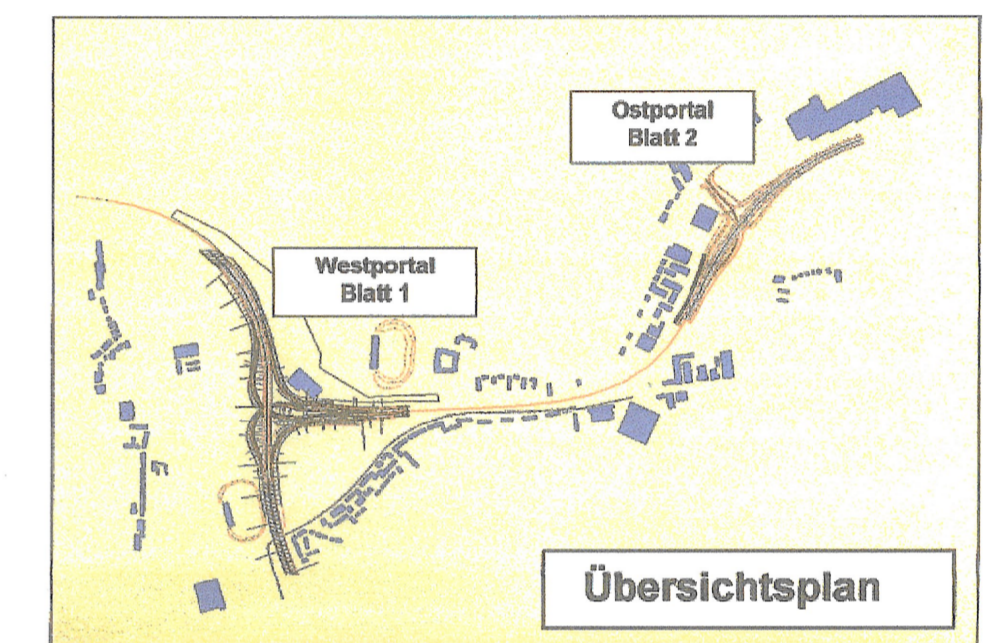 Ostportal
Blatt 2
Westportal
Blatt 1
Übersichtsplan